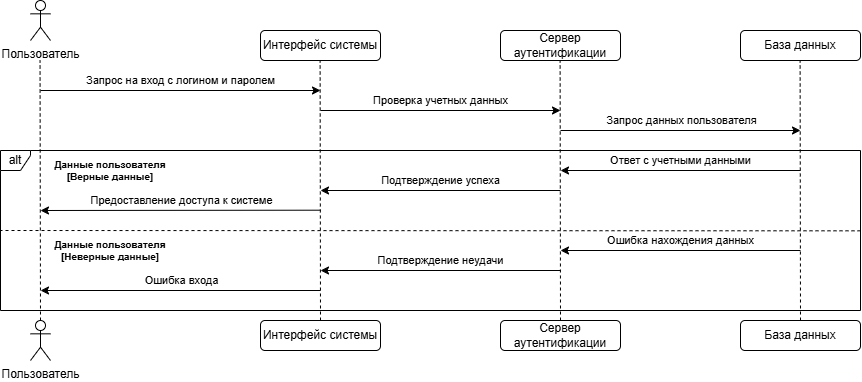 Пользователь
Интерфейс системы
Сервер
аутентификации
База данных
Запрос на вход с логином и паролем
Проверка учетных данных
Запрос данных пользователя
alt
Данные пользователя
[Верные данные]
Ответ с учетными данными
Подтверждение успеха
Предоставление доступа к системе
Данные пользователя
[Неверные данные]
Ошибка нахождения данных
Подтверждение неудачи
Ошибка входа
Пользователь
Интерфейс системы
Сервер
аутентификации
База данных